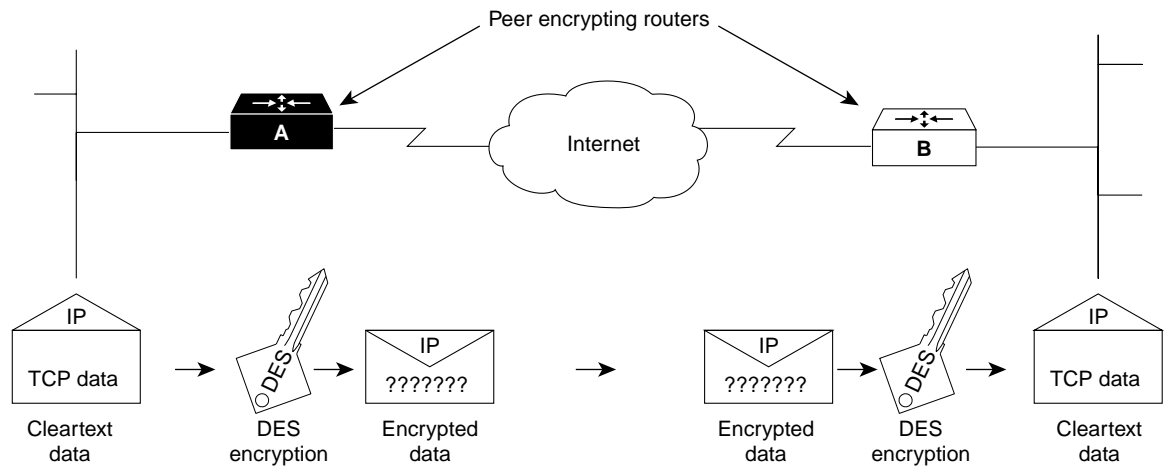 Peer encrypting routers
A
Internet
B
IP
TCP data
DES
IP
???????
IP
???????
DES
IP
TCP data
Cleartext
data
DES
encryption
Encrypted
data
Encrypted
data
DES
encryption
Cleartext
data